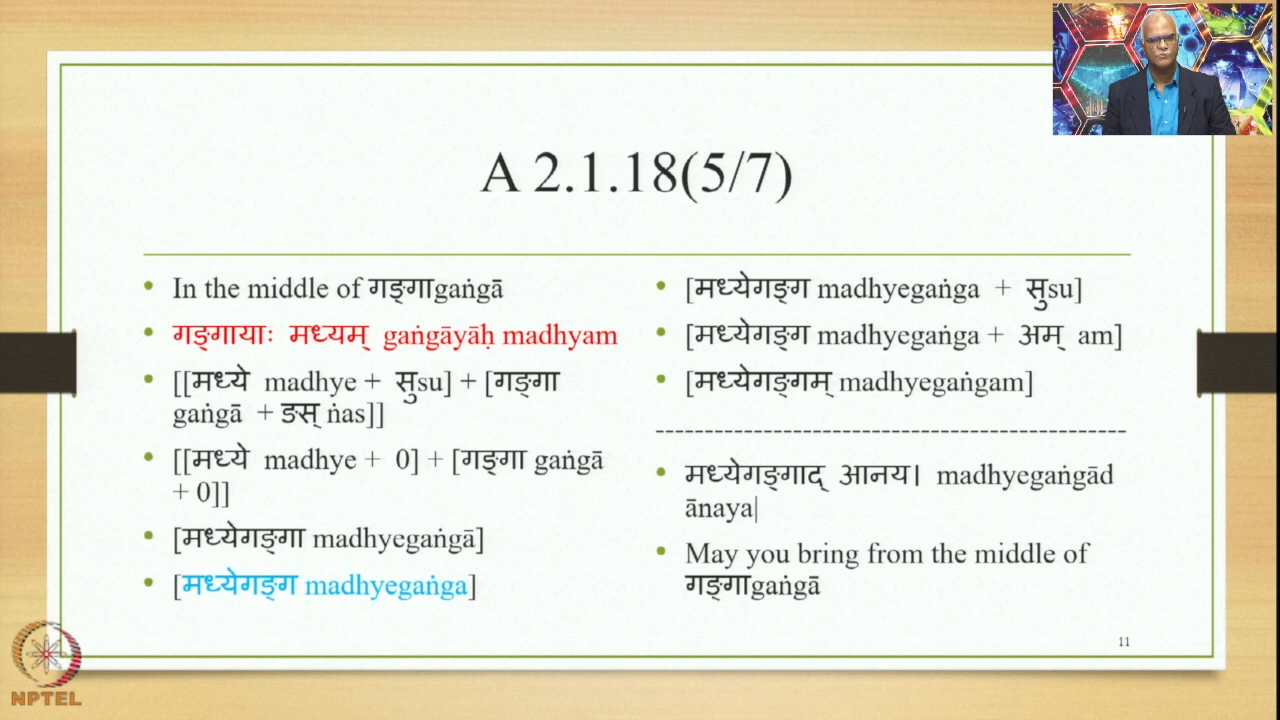 A 2.1.18(5/7)
• In the middle of गङ्गाgaṅgā
• गङ्गायाः मध्यम् gaṅgāyāḥ madhyam
• [[मध्ये madhye + सुsu] + [गङ्गा
gaṅgā + ङस् ṅas]]
• [[मध्ये madhye + 0] + [गङ्गा gaṅgā
+ 0]]
• [मध्येगङ्गा madhyegaṅgā]
• [मध्येगङ्ग madhyegaṅga]
• [मध्येगङ्ग madhyegaṅga + सुsu]
• [मध्येगङ्ग madhyegaṅga + अम् am]
• [मध्येगङ्गम् madhyegaṅgam]
------------------------------------------------
• मध्येगङ्गाद् आनय। madhyegaṅgād
ānaya|
• May you bring from the middle of
गङ्गाgaṅgā
11
NPTEL